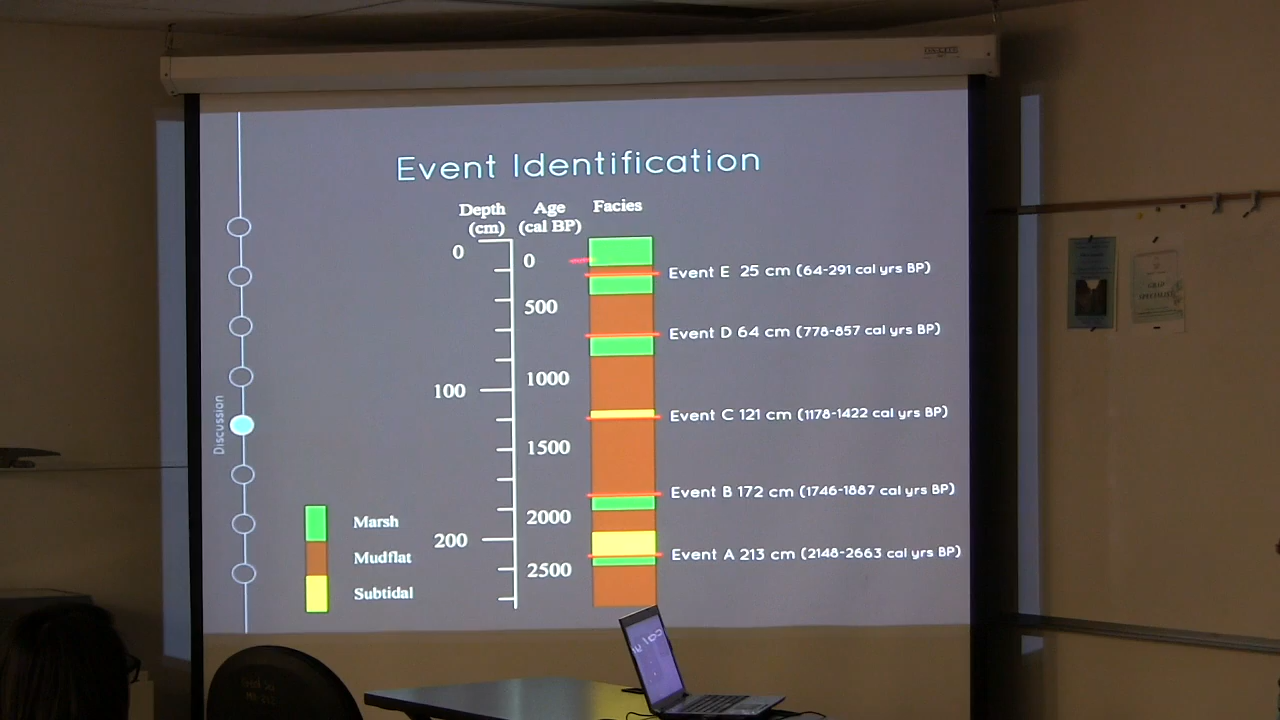 Event Identification
Depth
(cm)
Age
(cal BP)
Facies
0
100
200
0
500
1000
1500
2000
2500
Event E 25 cm (64-291 cal yrs BP)
Event D 64 cm (778-857 cal yrs BP)
Event C 121 cm (1178-1422 cal yrs BP)
Event B 172 cm (1746-1887 cal yrs BP)
Event A 213 cm (2148-2663 cal yrs BP)
Discussion
Marsh
Mudflat
Subtidal